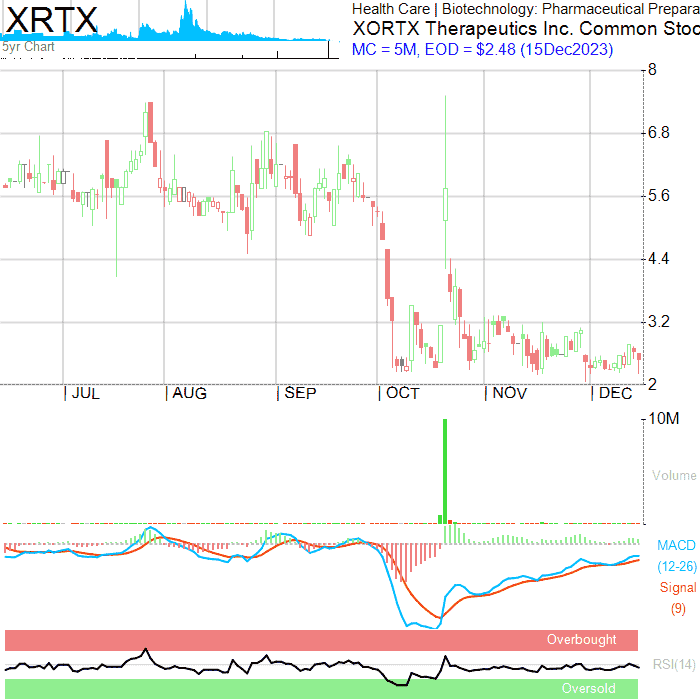 XRTX
5yr Chart
Health Care | Biotechnology: Pharmaceutical Prepara
XORTX Therapeutics Inc. Common Stoc
MC = 5M, EOD = $2.48 (15Dec2023)
8
6.8
5.6
4.4
3.2
2
| JUL | AUG | SEP | OCT | NOV | DEC
10M
Volume
MACD
(12-26)
Signal
(9)
Overbought
RSI(14)
Oversold